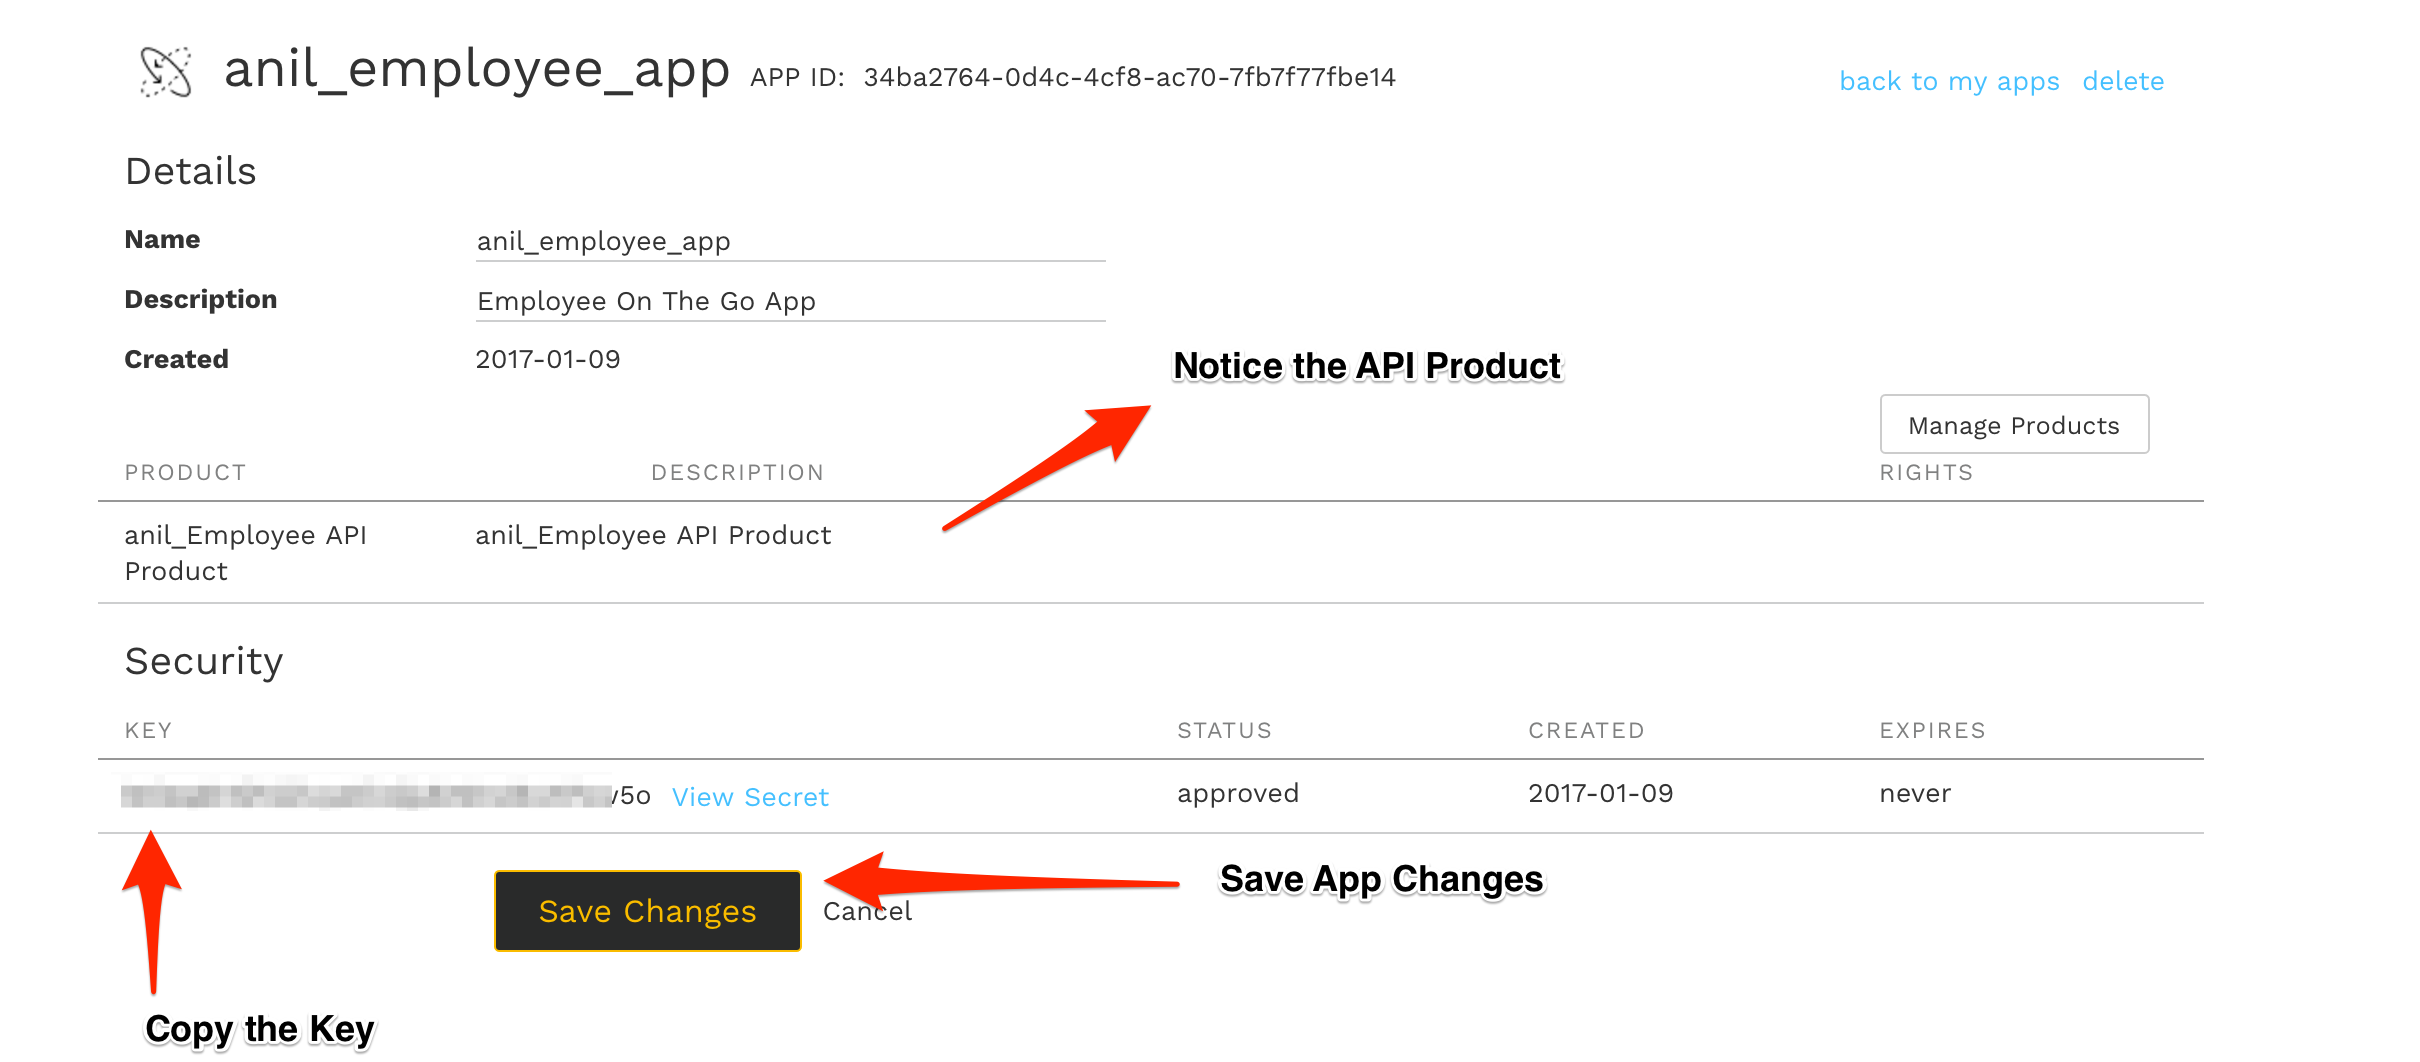 anil_employee_app APP ID: 34ba2764-0d4c-4cf8-ac70-7fb7f77fbe14
back to my apps delete
Details
Name anil_employee_app
Description Employee On The Go App
Created 2017-01-09
Notice the API Product
Manage Products
PRODUCT DESCRIPTION RIGHTS
anil_Employee API anil_Employee API Product
Product
Security
KEY STATUS CREATED EXPIRES
5o View Secret approved 2017-01-09 never
Save Changes Cancel
Save App Changes
Copy the Key